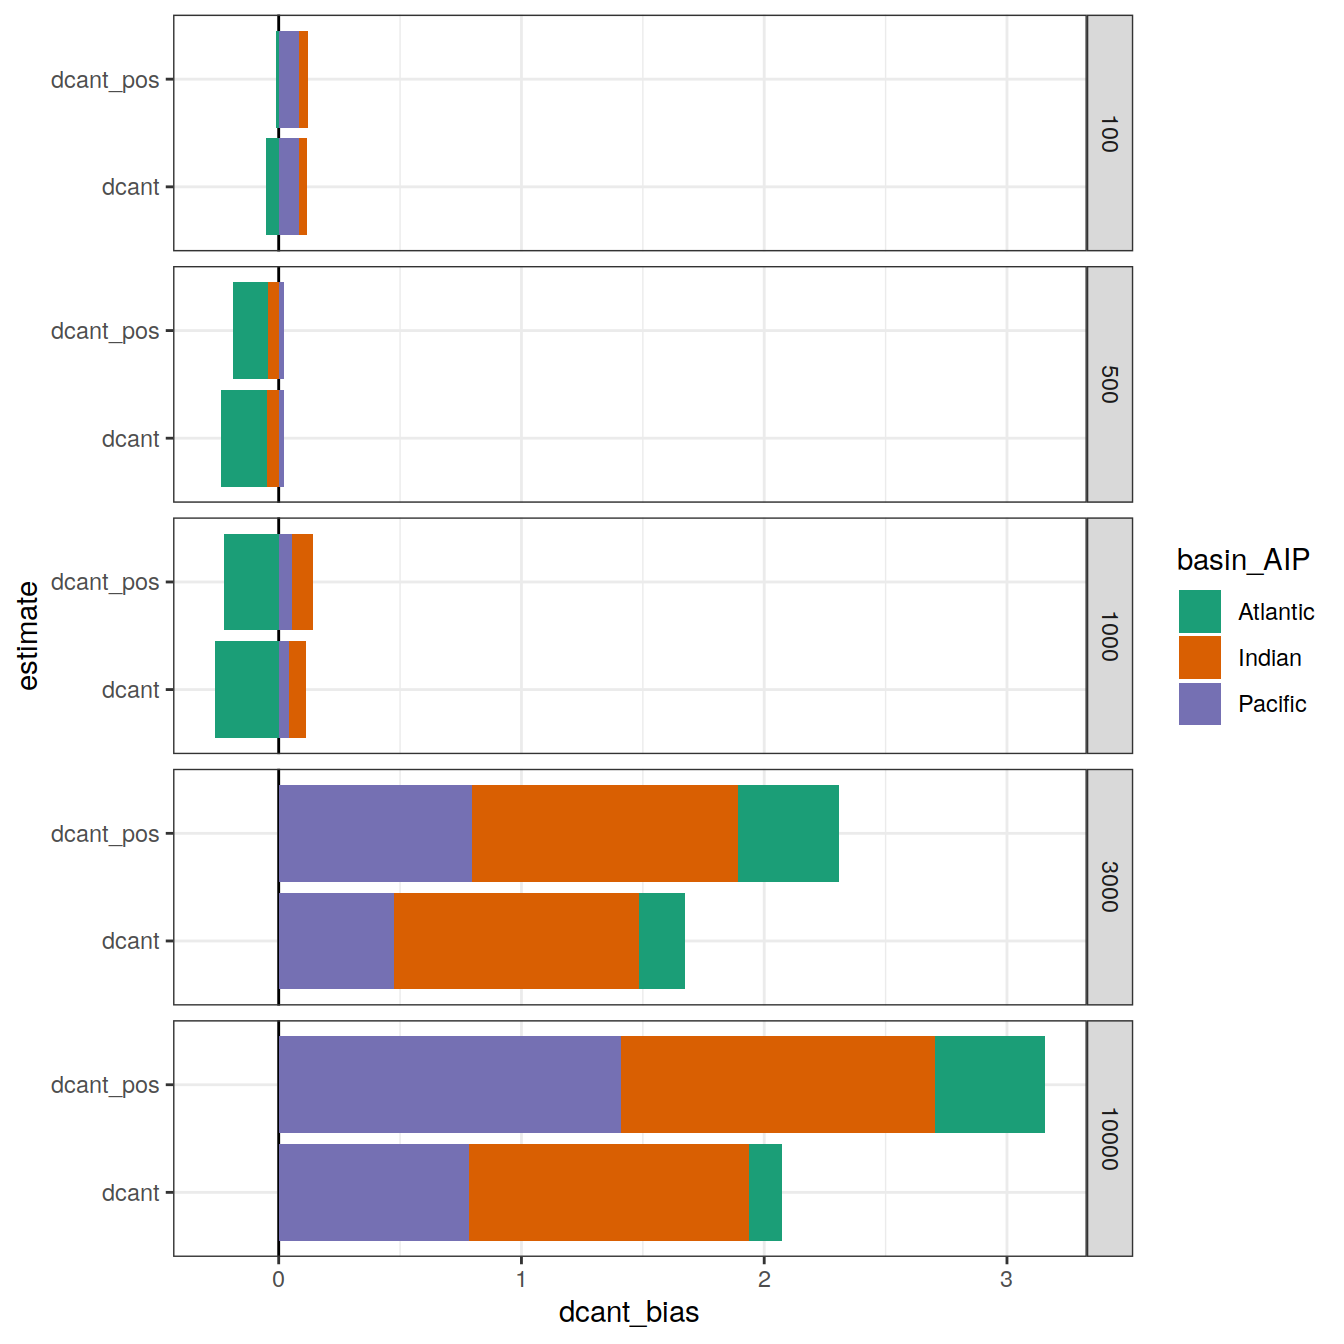 dcant_pos
dcant
100
dcant_pos
dcant
500
dcant_pos
dcant
1000
dcant_pos
dcant
3000
dcant_pos
dcant
10000
estimate
0 1 2 3
dcant_bias
basin_AIP
Atlantic
Indian
Pacific